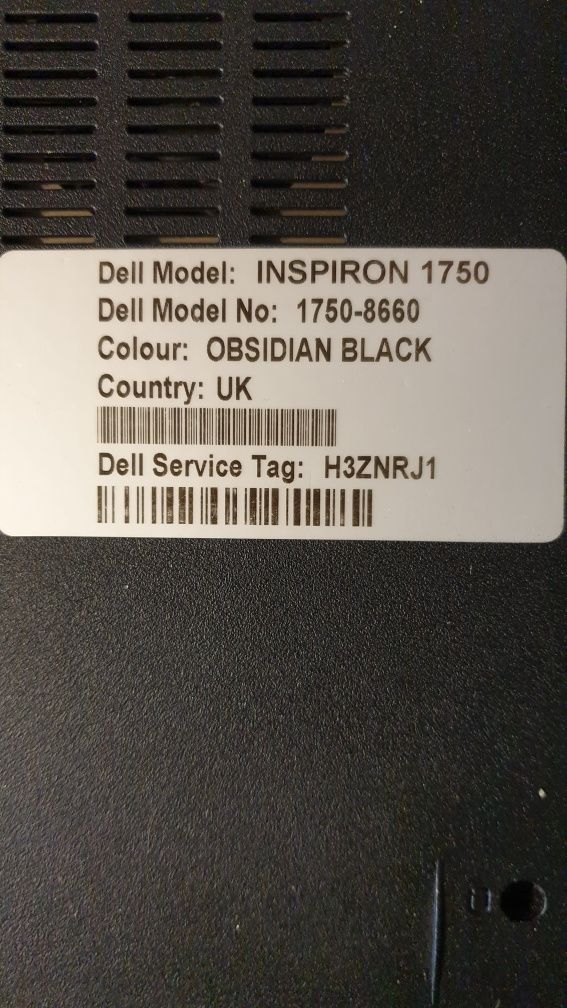 Dell Model: INSPIRON 1750
Dell Model No: 1750-8660
Colour: OBSIDIAN BLACK
Country: UK
Dell Service Tag: H3ZNRJ1